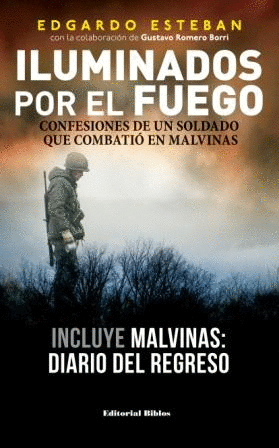 EDGARDO ESTEBAN
con la colaboración de Gustavo Romero Borri
ILUMINADOS
POR EL FUEGO
CONFESIONES DE UN SOLDADO
QUE COMBATIÓ EN MALVINAS
INCLUYE MALVINAS:
DIARIO DEL REGRESO
Editorial Biblos